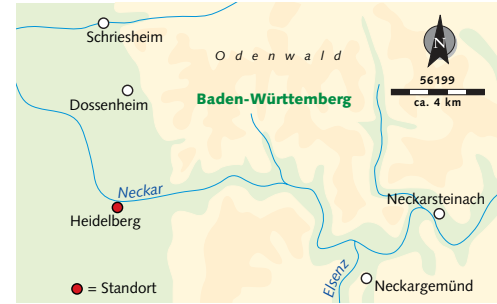 Schriesheim
Odenwald
N
56199
ca. 4 km
Dossenheim
Baden-Württemberg
Neckar
Neckarsteinach
Heidelberg
Elsenz
Neckargemünd
= Standort